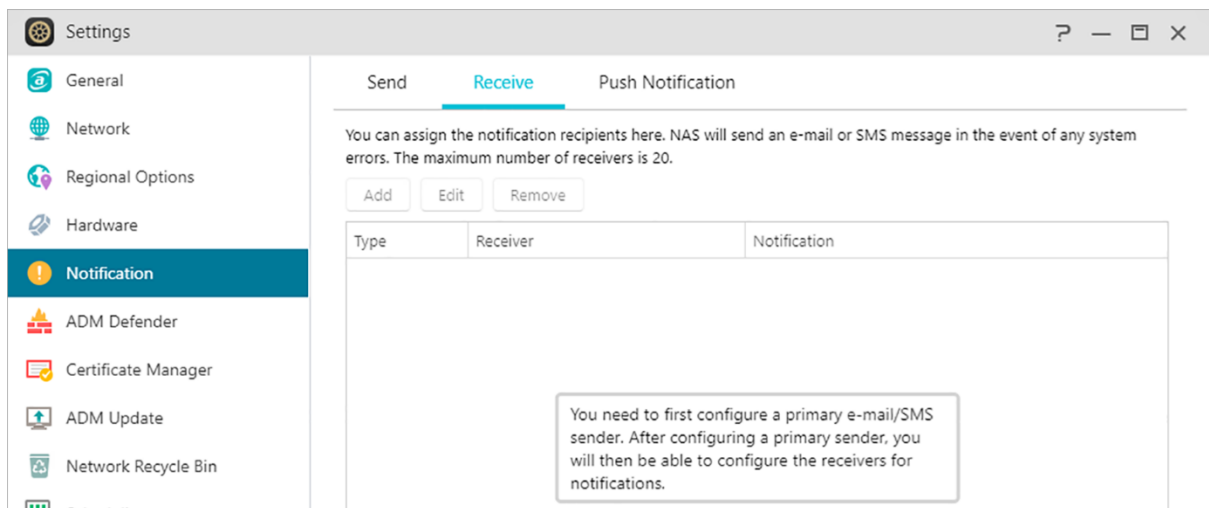 Settings
General
Network
Regional Options
Hardware
Notification
ADM Defender
Certificate Manager
ADM Update
Network Recycle Bin
Send Receive Push Notification
You can assign the notification recipients here. NAS will send an e-mail or SMS message in the event of any system
errors. The maximum number of receivers is 20.
Add Edit Remove
Type Receiver Notification
You need to first configure a primary e-mail/SMS
sender. After configuring a primary sender, you
will then be able to configure the receivers for
notifications.